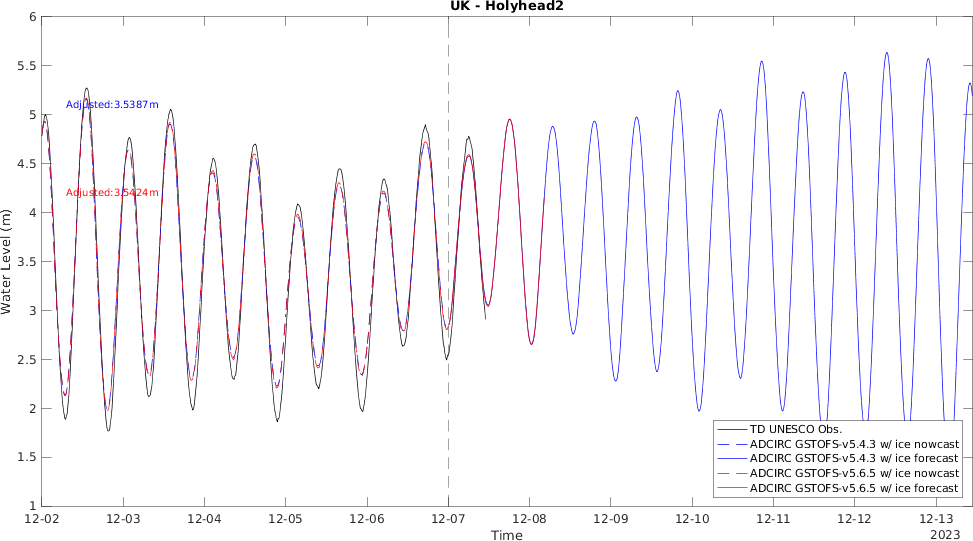 UK - Holyhead2
6
5.5
5
4.5
4
3.5
3
2.5
2
1.5
1
Water Level (m)
Adjusted:3.5387m
Adjusted:3.5424m
TD UNESCO Obs.
ADCIRC GSTOFS-v5.4.3 w/ ice nowcast
ADCIRC GSTOFS-v5.4.3 w/ ice forecast
ADCIRC GSTOFS-v5.6.5 w/ ice nowcast
ADCIRC GSTOFS-v5.6.5 w/ ice forecast
12-02 12-03 12-04 12-05 12-06 12-07 12-08 12-09 12-10 12-11 12-12 12-13
Time
2023